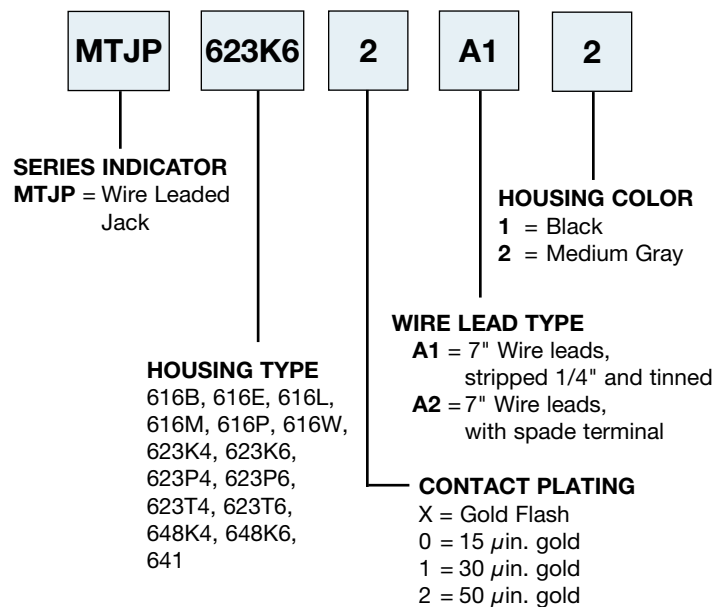 MTJP 623K6 2 A1 2
SERIES INDICATOR
MTJP = Wire Leaded
Jack
HOUSING COLOR
1 = Black
2 = Medium Gray
WIRE LEAD TYPE
A1 = 7" Wire leads,
stripped 1/4" and tinned
A2 = 7" Wire leads,
with spade terminal
HOUSING TYPE
616B, 616E, 616L,
616M, 616P, 616W,
623K4, 623K6,
623P4, 623P6,
623T4, 623T6,
648K4, 648K6,
641
CONTACT PLATING
X = Gold Flash
0 = 15 µin. gold
1 = 30 µin. gold
2 = 50 µin. gold